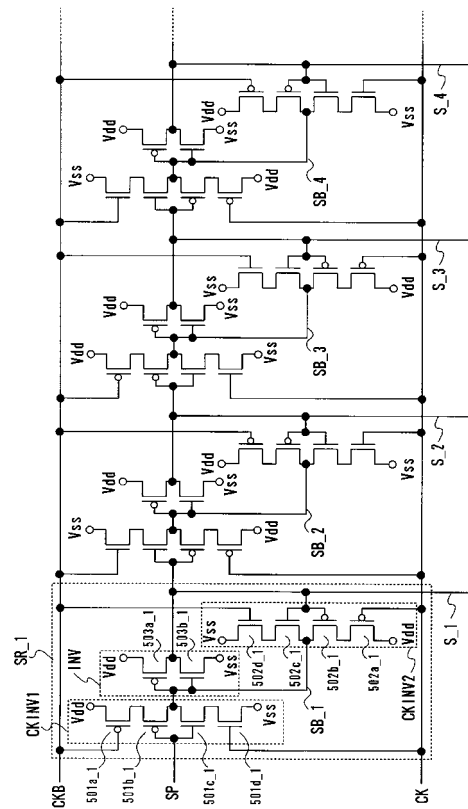 SR_1
CKINV1
INV
CKB
Vdd
Vdd
503a_1
Vss
Vdd
Vdd
Vdd
Vss
Vdd
Vdd
501a_1
501b_1
SP
501c_1
501d_1
503b_1
Vss
Vss
502d_1
502c_1
502b_1
502a_1
Vdd
Vss
Vdd
Vdd
Vss
Vss
Vss
Vss
Vdd
Vdd
Vss
Vdd
Vss
SB_1
SB_2
SB_3
SB_4
CK
CKINV2
S_1
S_2
S_3
S_4